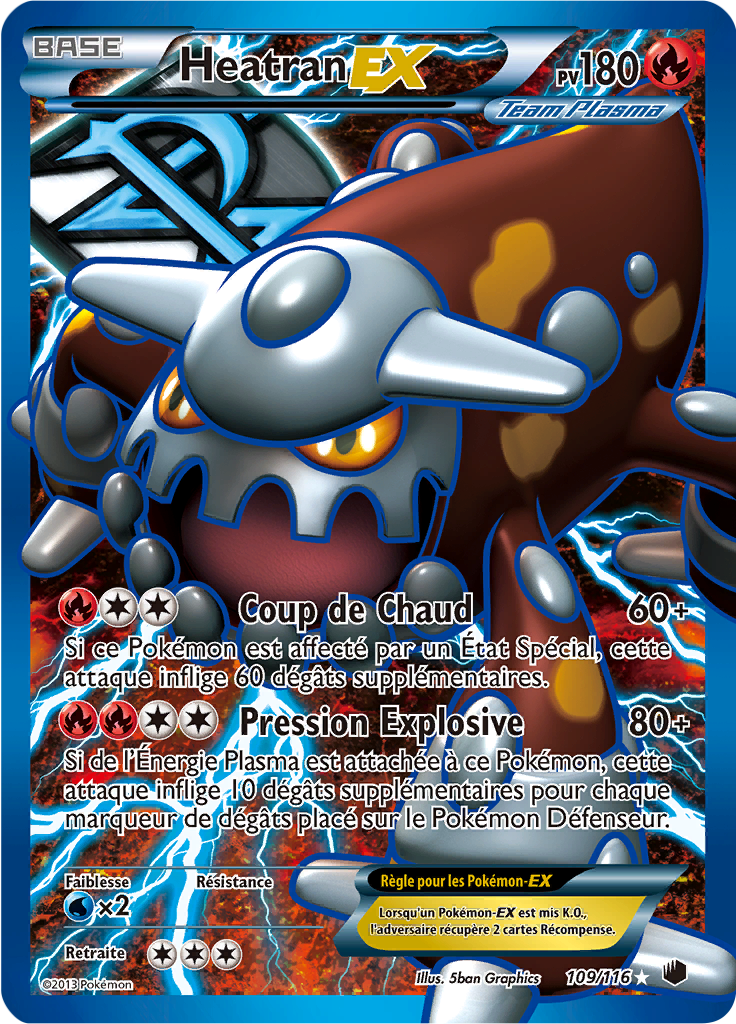 BASE
Heatran EX
PV 180
Team Plasma
Coup de Chaud 60+
Si ce Pokémon est affecté par un État Spécial, cette
attaque inflige 60 dégâts supplémentaires.
Pression Explosive 80+
Si de l'Énergie Plasma est attachée à ce Pokémon, cette
attaque inflige 10 dégâts supplémentaires pour chaque
marqueur de dégâts placé sur le Pokémon Défenseur.
Faiblesse Résistance
×2
Règle pour les Pokémon-EX
Lorsqu'un Pokémon-EX est mis K.O.,
l'adversaire récupère 2 cartes Récompense.
Retraite
©2013 Pokémon
Illus. 5ban Graphics 109/116